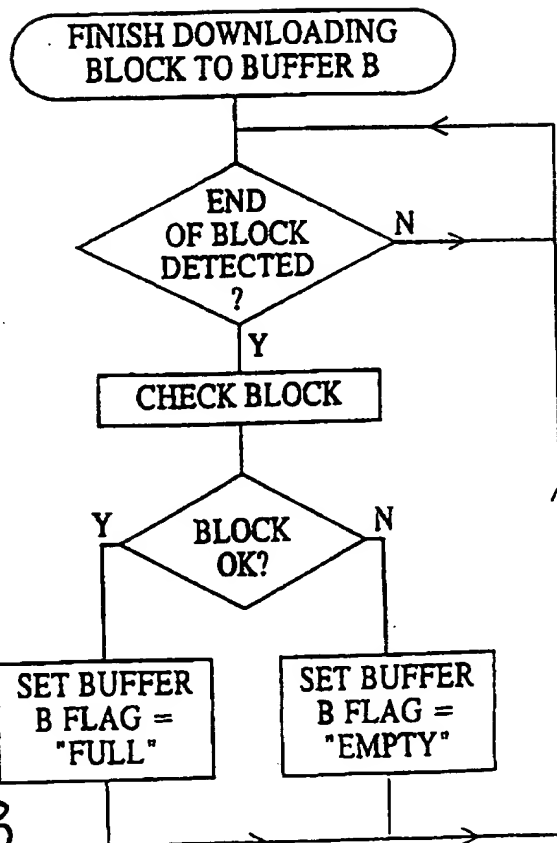 FINISH DOWNLOADING
BLOCK TO BUFFER B
END
OF BLOCK
DETECTED
?
N
Y
CHECK BLOCK
Y
BLOCK
OK?
N
SET BUFFER
B FLAG =
"FULL"
SET BUFFER
B FLAG =
"EMPTY"